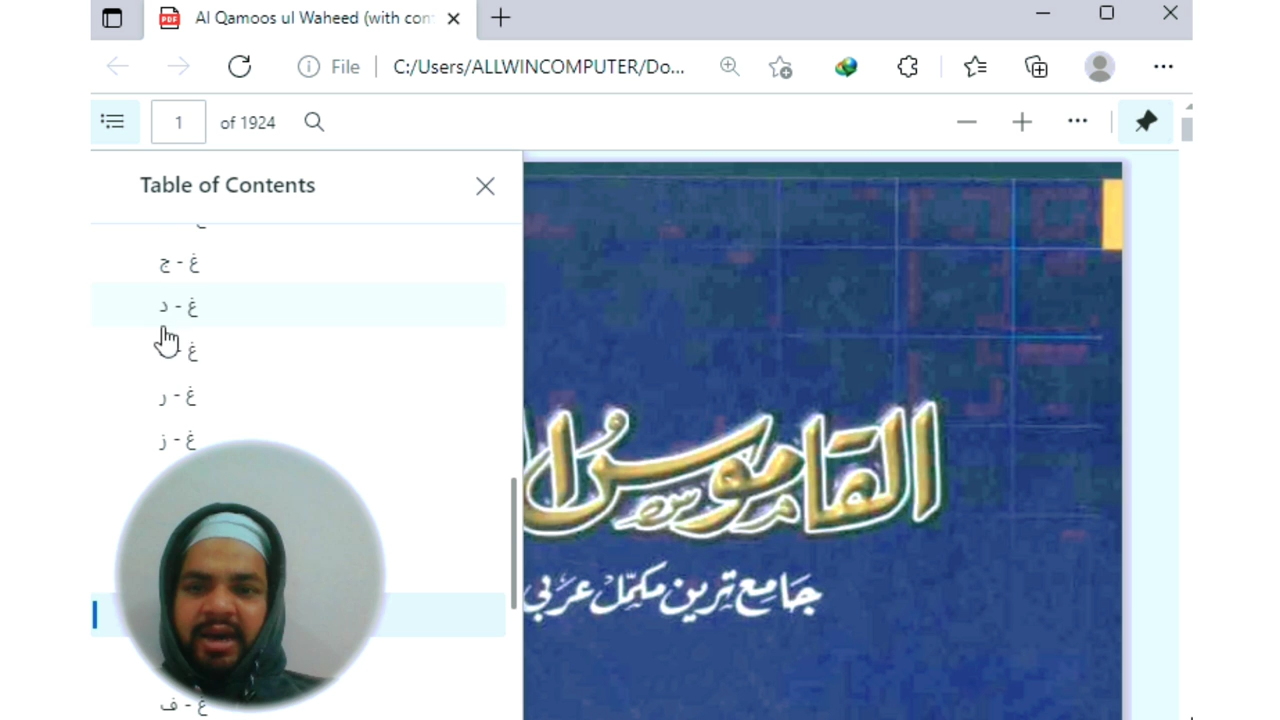 Al Qamoos ul Waheed (with con
File
C:/Users/ALLWINCOMPUTER/Do...
1 of 1924
Table of Contents
غ - ج
غ - د
غ -
غ - ر
غ - ز
غ - ف
القاموس ا
جامع ترین مکمّل عربی